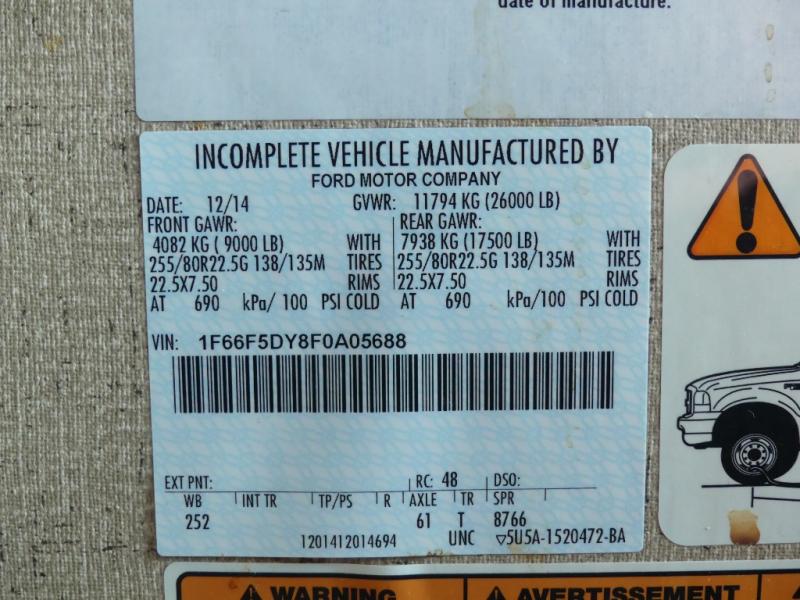 date of manufacture.
INCOMPLETE VEHICLE MANUFACTURED BY
FORD MOTOR COMPANY
DATE: 12/14 GVWR: 11794 KG (26000 LB)
FRONT GAWR: REAR GAWR:
4082 KG ( 9000 LB) WITH 7938 KG (17500 LB) WITH
255/80R22.5G 138/135M TIRES 255/80R22.5G 138/135M TIRES
22.5X7.50 RIMS 22.5X7.50 RIMS
AT 690 kPa/ 100 PSI COLD AT 690 kPa/ 100 PSI COLD
VIN: 1F66F5DY8F0A05688
EXT PNT: RC: 48 DSO:
WB INT TR TP/PS R AXLE TR SPR
252 61 T 8766
1201412014694 UNC ▽5U5A-1520472-BA
WARNING AVERTISSEMENT